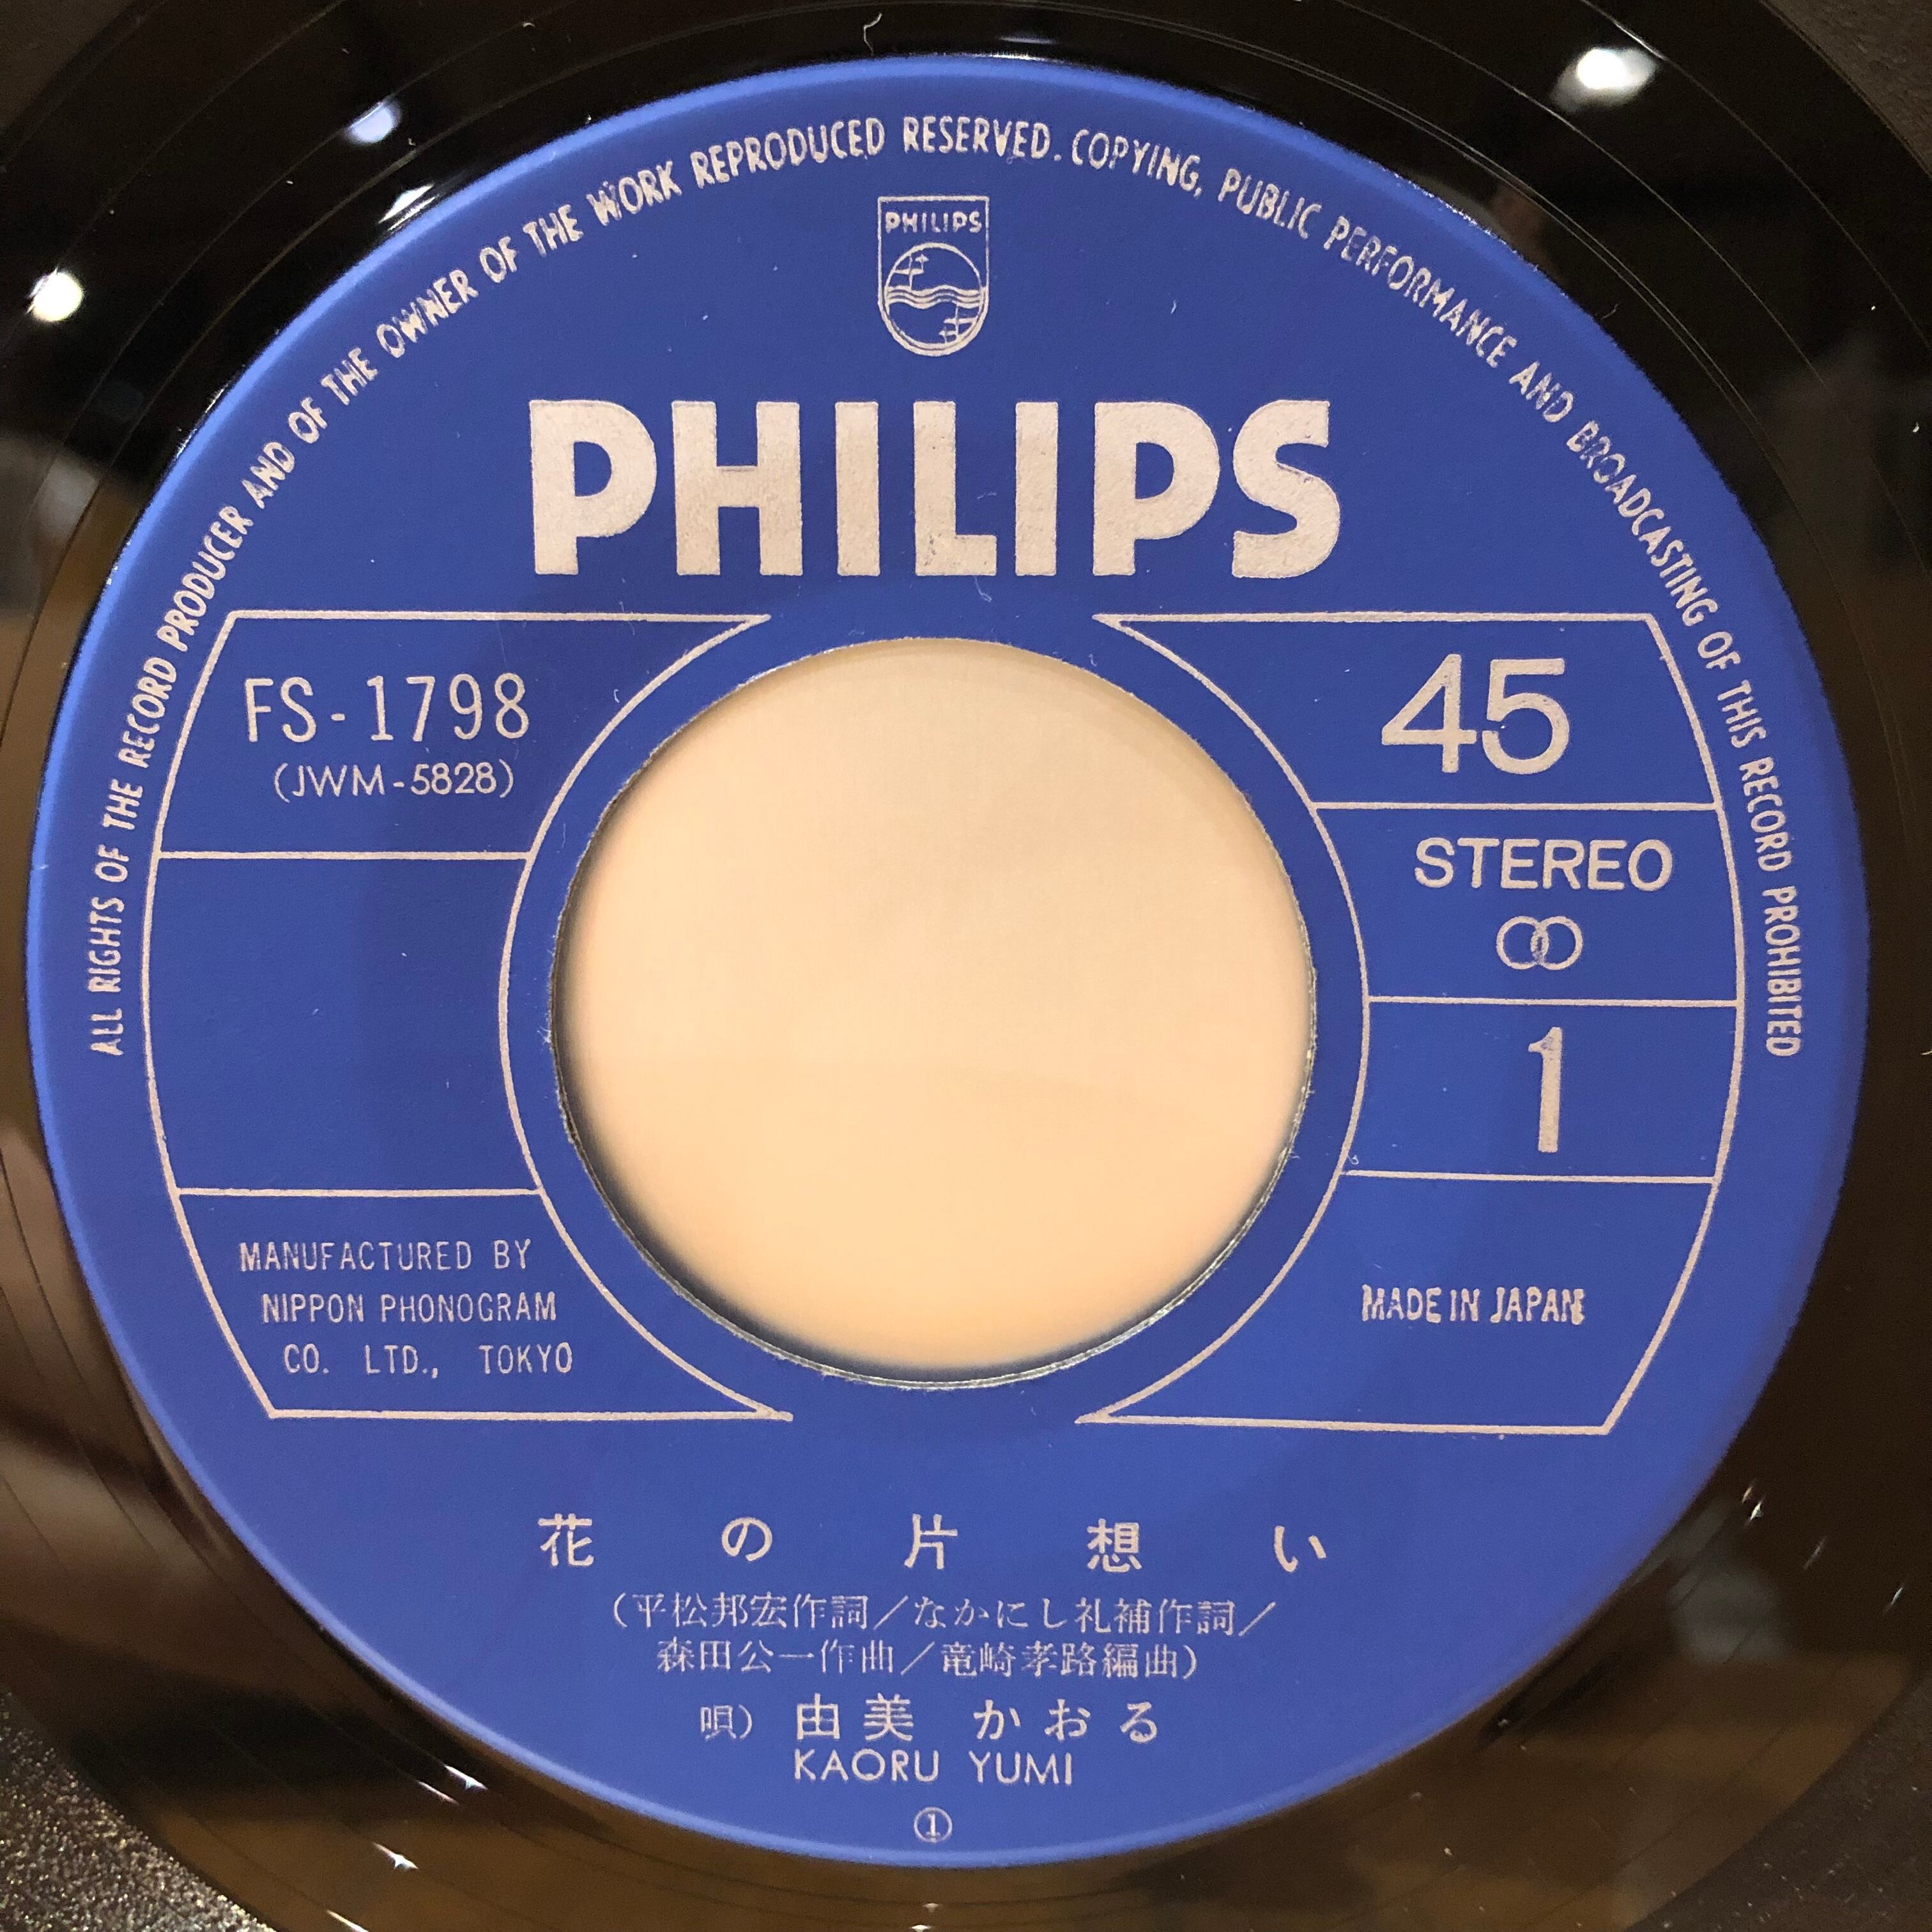 ALL RIGHTS OF THE RECORD PRODUCER AND OF THE OWNER OF THE WORK REPRODUCED RESERVED. COPYING, PUBLIC PERFORMANCE AND BROADCASTING OF THIS RECORD PROHIBITED
PHILIPS
PHILIPS
FS-1798
(JWM-5828)
45
STEREO
1
MANUFACTURED BY
NIPPON PHONOGRAM
CO. LTD., TOKYO
MADE IN JAPAN
花の片想い
(平松邦宏作詞/なかにし礼補作詞/
森田公一作曲/竜崎孝路編曲)
唄) 由美 かおる
KAORU YUMI
①